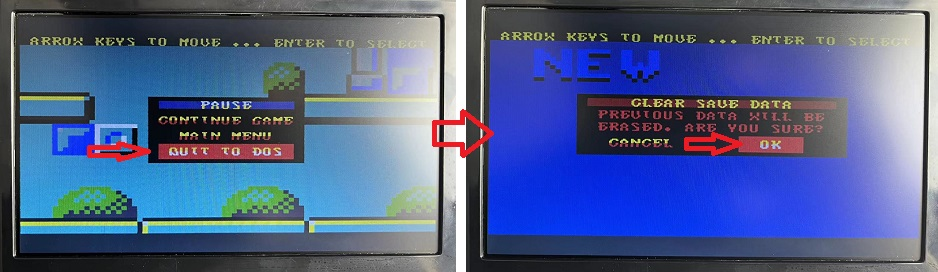 ARROW KEYS TO MOVE ... ENTER TO SELECT
PAUSE
CONTINUE GAME
MAIN MENU
QUIT TO DOS
ARROW KEYS TO MOVE ... ENTER TO SELECT
NEW
CLEAR SAVE DATA
PREVIOUS DATA WILL BE
ERASED. ARE YOU SURE?
CANCEL OK